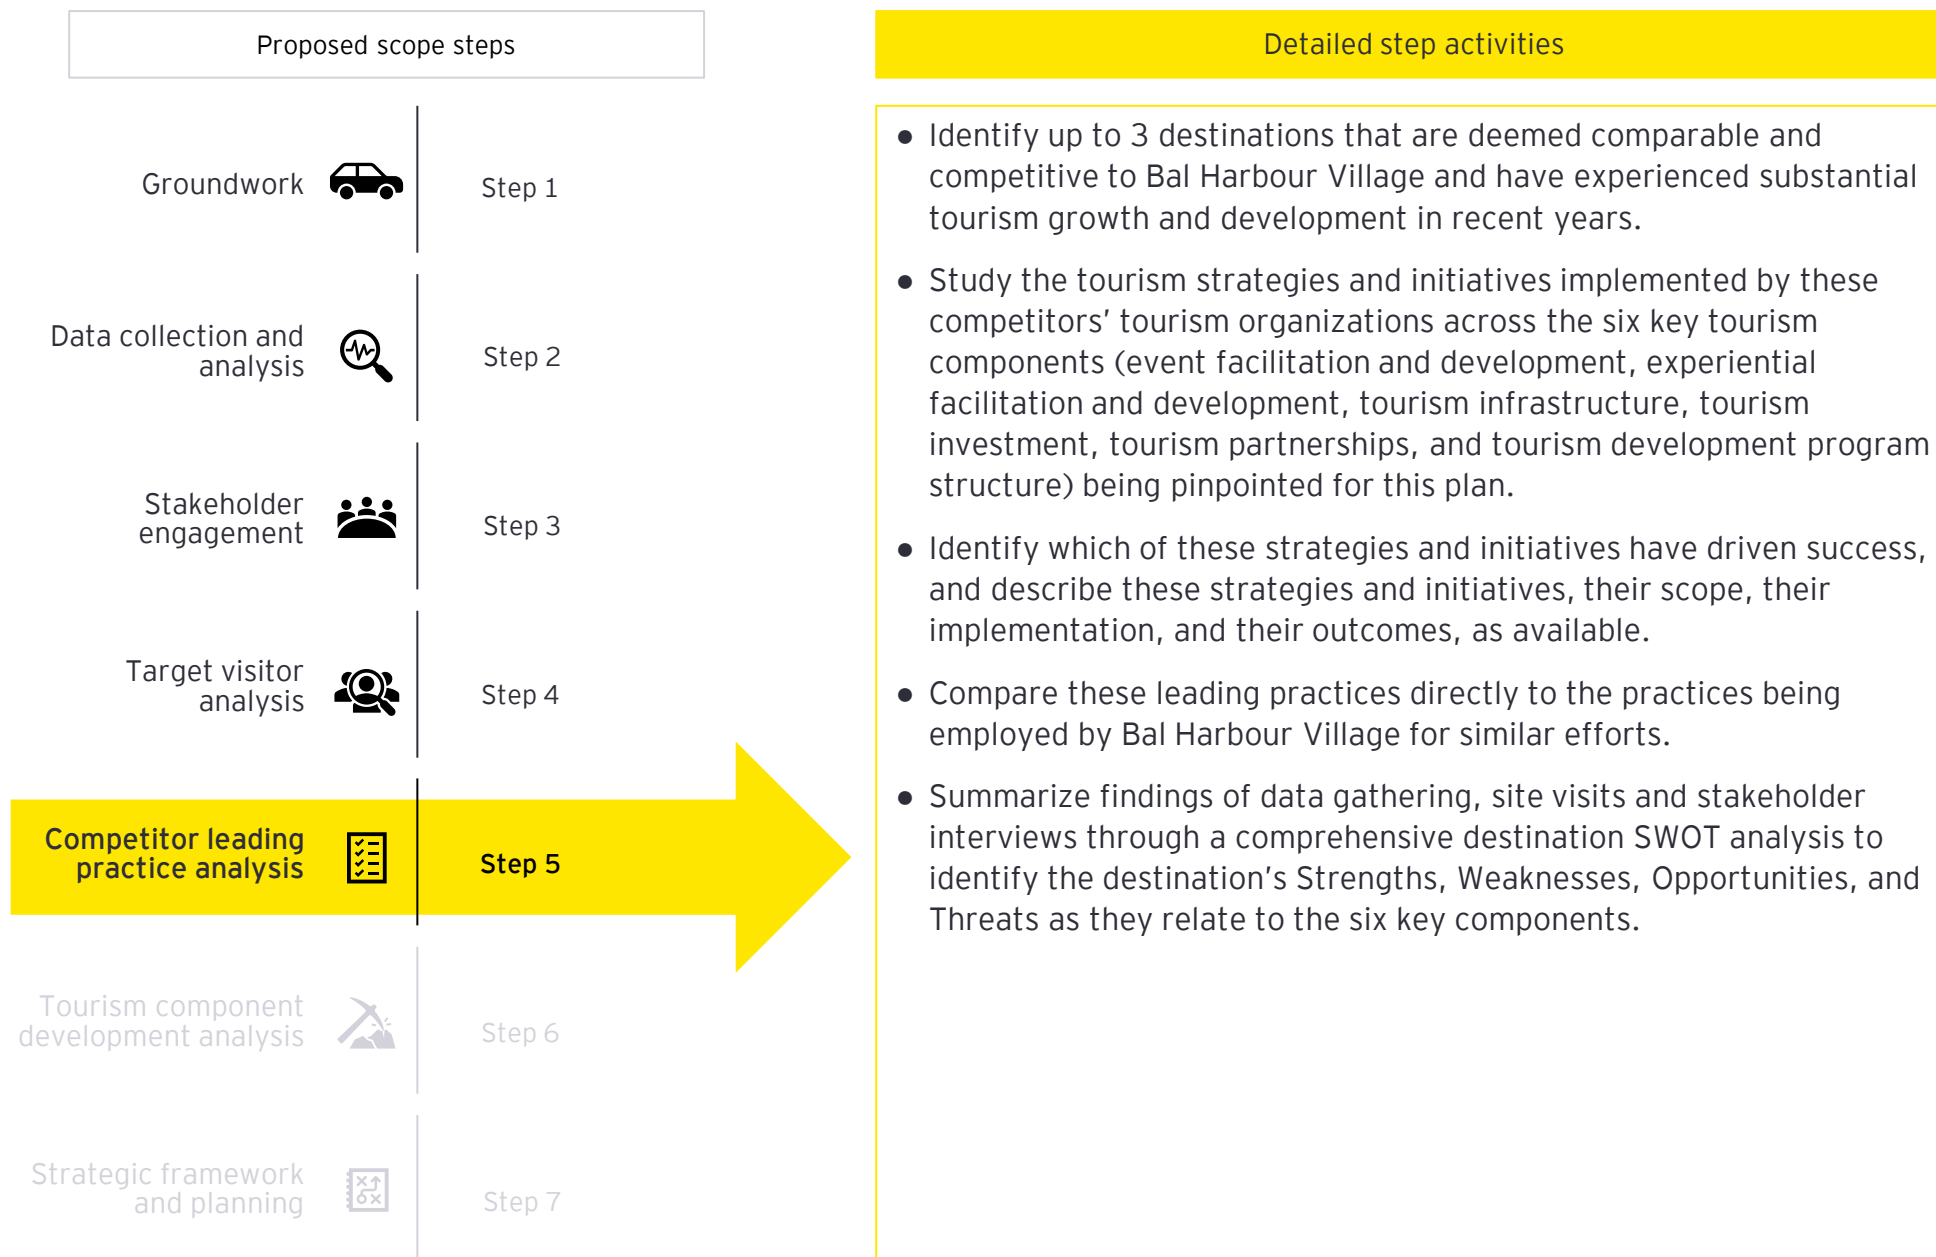 Proposed scope steps
Detailed step activities
Groundwork
Step 1
Data collection and
analysis
Step 2
Stakeholder
engagement
Step 3
Target visitor
analysis
Step 4
Competitor leading
practice analysis
Step 5
Tourism component
development analysis
Step 6
Strategic framework
and planning
Step 7
● Identify up to 3 destinations that are deemed comparable and
competitive to Bal Harbour Village and have experienced substantial
tourism growth and development in recent years.
● Study the tourism strategies and initiatives implemented by these
competitors’ tourism organizations across the six key tourism
components (event facilitation and development, experiential
facilitation and development, tourism infrastructure, tourism
investment, tourism partnerships, and tourism development program
structure) being pinpointed for this plan.
● Identify which of these strategies and initiatives have driven success,
and describe these strategies and initiatives, their scope, their
implementation, and their outcomes, as available.
● Compare these leading practices directly to the practices being
employed by Bal Harbour Village for similar efforts.
● Summarize findings of data gathering, site visits and stakeholder
interviews through a comprehensive destination SWOT analysis to
identify the destination’s Strengths, Weaknesses, Opportunities, and
Threats as they relate to the six key components.